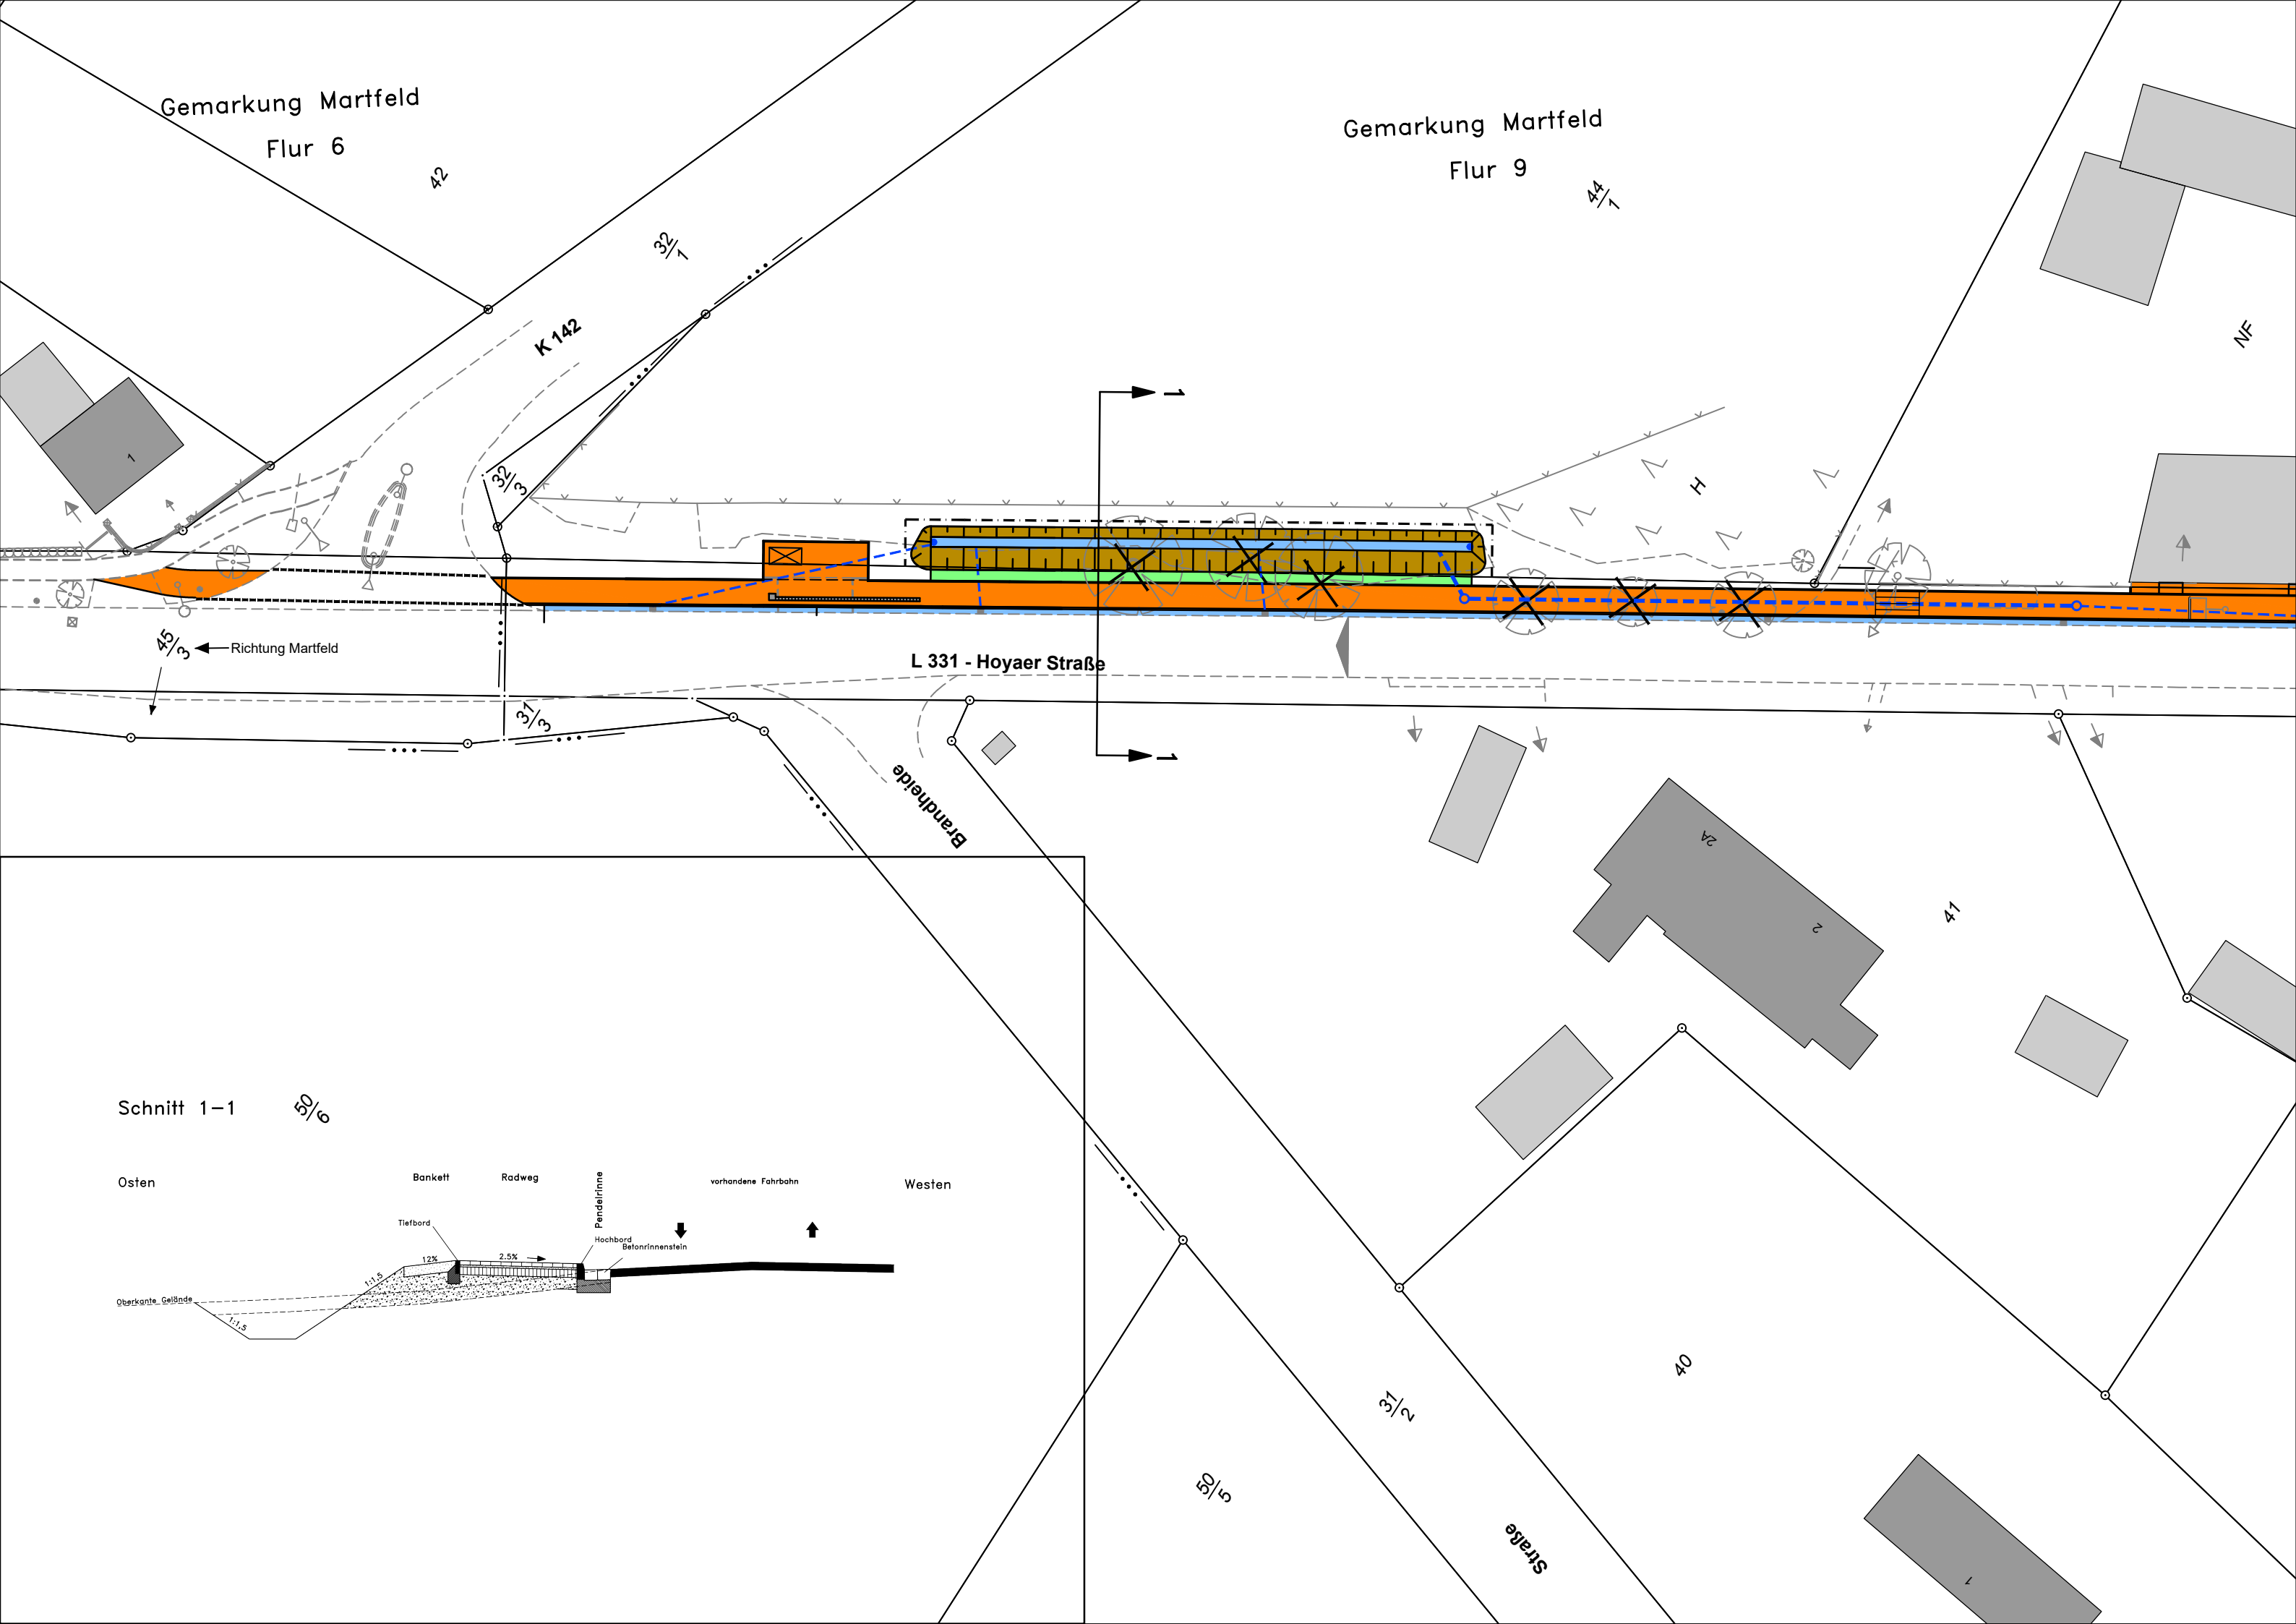 Gemarkung Martfeld
Flur 6
42
32/1
K 142
Gemarkung Martfeld
Flur 9
44/1
NF
H
1
32/3
1
45/3
Richtung Martfeld
L 331 - Hoyaer Straße
31/3
1
Brandheide
2A
2
41
Schnitt 1-1
50/6
Osten
Bankett
Radweg
Pendelrinne
vorhandene Fahrbahn
Westen
Tiefbord
Hochbord
Betonrinnenstein
12%
2.5%
1:1,5
Oberkante Gelände
1:1,5
40
31/2
50/5
Straße
1